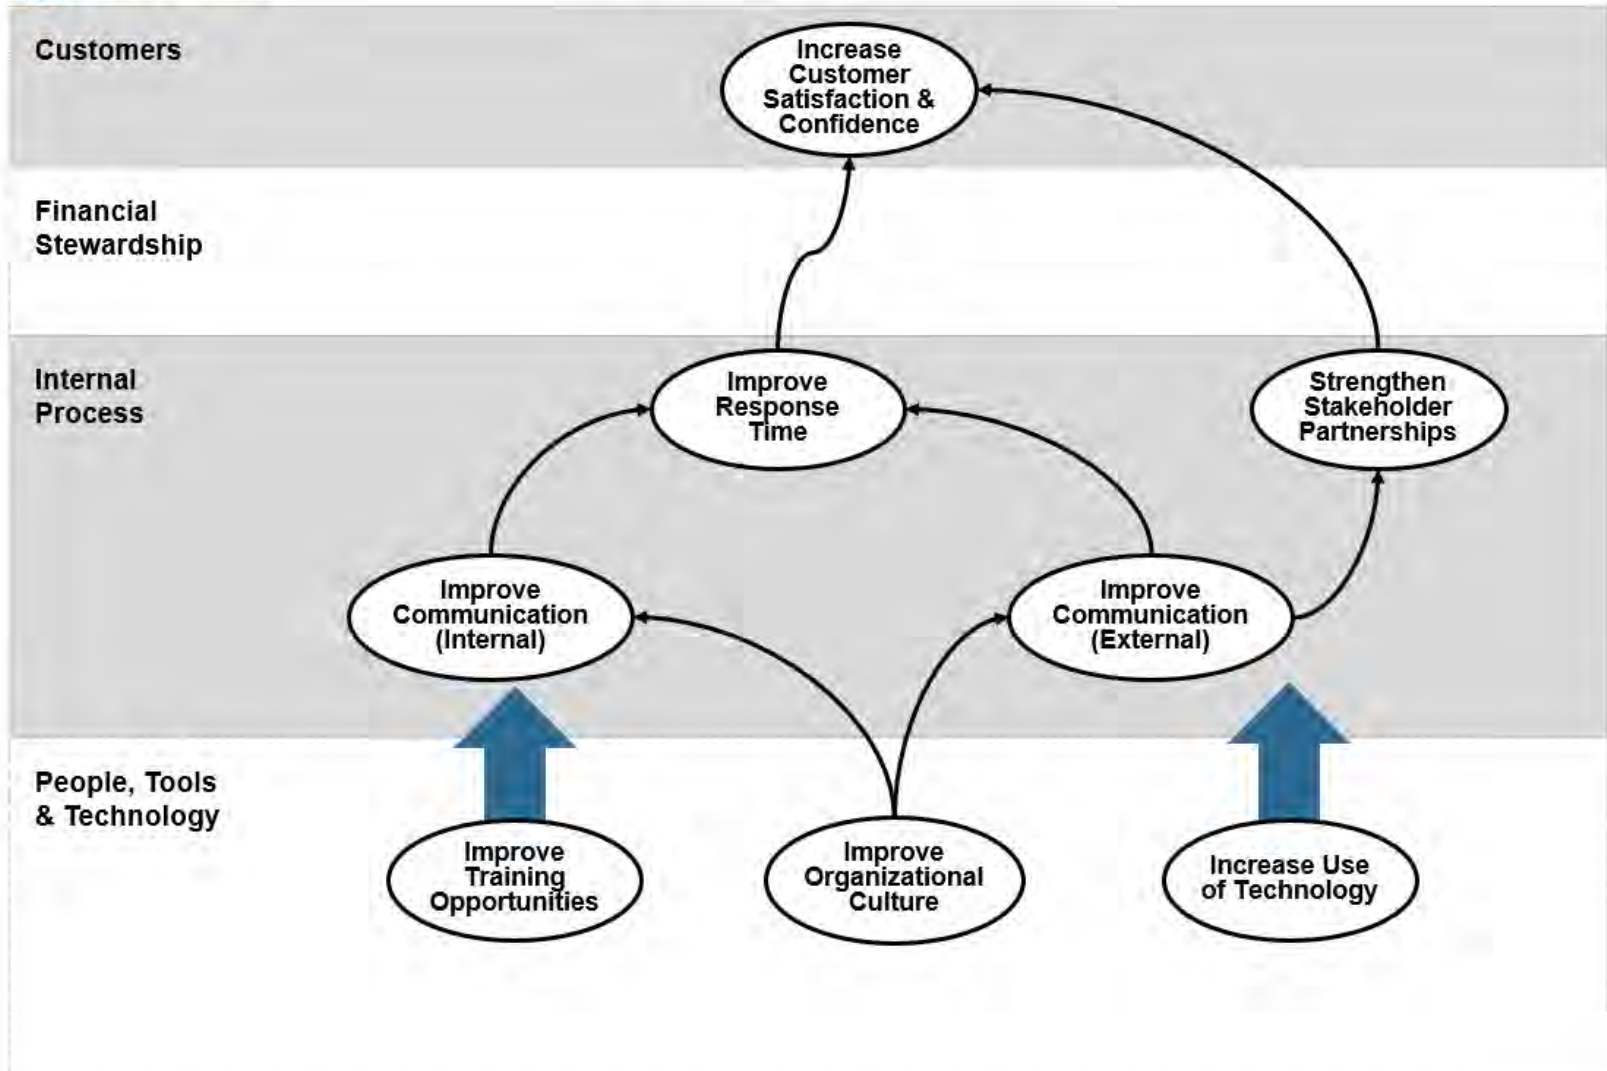 Customers
Increase
Customer
Satisfaction &
Confidence
Financial
Stewardship
Internal
Process
Improve
Response
Time
Strengthen
Stakeholder
Partnerships
Improve
Communication
(Internal)
Improve
Communication
(External)
People, Tools
& Technology
Improve
Training
Opportunities
Improve
Organizational
Culture
Increase Use
of Technology